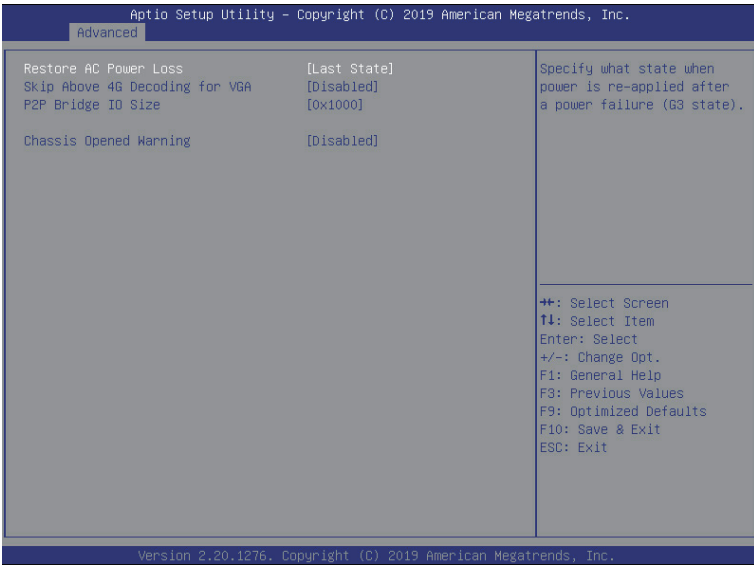 Aptio Setup Utility – Copyright (C) 2019 American Megatrends, Inc.
Advanced
Restore AC Power Loss [Last State]
Skip Above 4G Decoding for VGA [Disabled]
P2P Bridge IO Size [0x1000]
Chassis Opened Warning [Disabled]
Specify what state when
power is re-applied after
a power failure (G3 state).
→←: Select Screen
↑↓: Select Item
Enter: Select
+/-: Change Opt.
F1: General Help
F3: Previous Values
F9: Optimized Defaults
F10: Save & Exit
ESC: Exit
Version 2.20.1276. Copyright (C) 2019 American Megatrends, Inc.